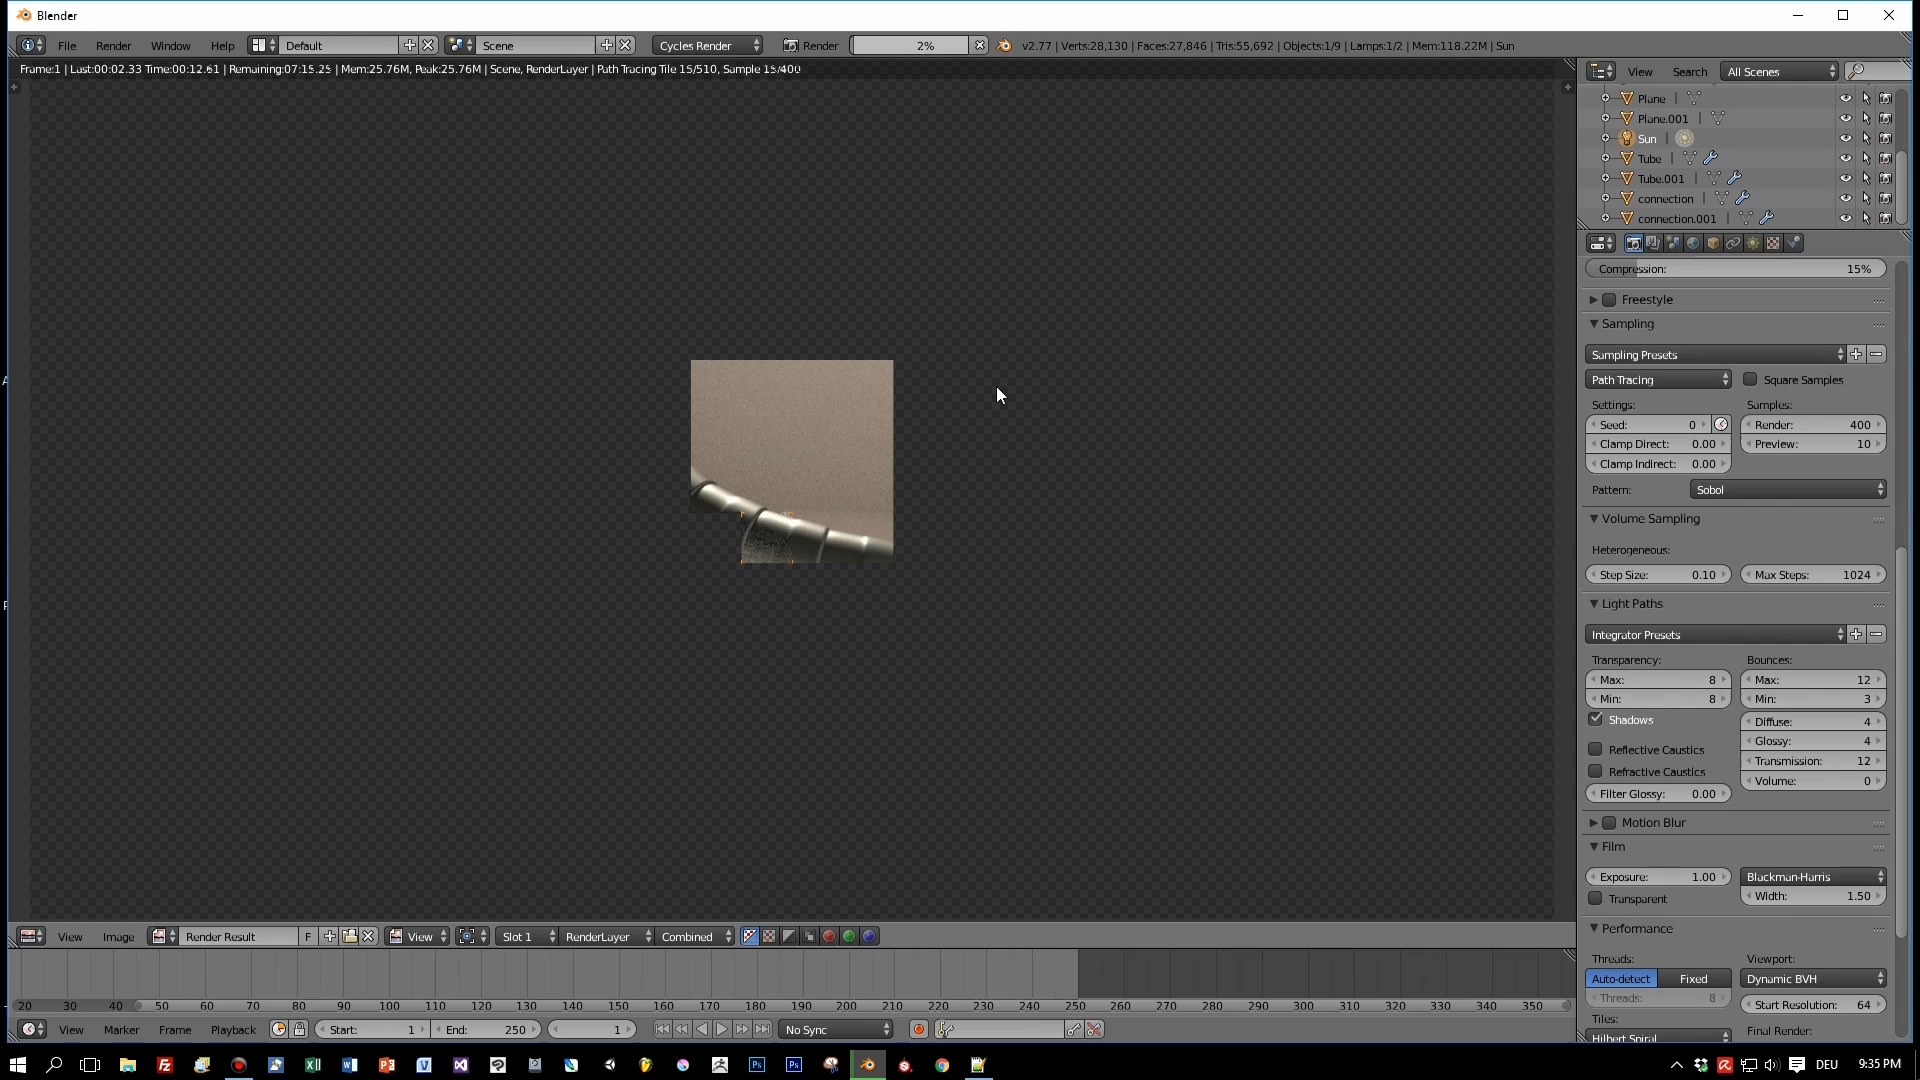 Blender
File Render Window Help Default Scene Cycles Render Render 2% v2.77 | Verts:28,130 | Faces:27,846 | Tris:55,692 | Objects:1/9 | Lamps:1/2 | Mem:118.22M | Sun
Frame:1 | Last:00:02.33 Time:00:12.61 | Remaining:07:15.25 | Mem:25.76M, Peak:25.76M | Scene, RenderLayer | Path Tracing Tile 15/510, Sample 15/400
View Search All Scenes
Plane
Plane.001
Sun
Tube
Tube.001
connection
connection.001
Compression: 15%
Freestyle
Sampling
Sampling Presets
Path Tracing Square Samples
Settings: Samples:
Seed: 0 Render: 400
Clamp Direct: 0.00 Preview: 10
Clamp Indirect: 0.00
Pattern: Sobol
Volume Sampling
Heterogeneous:
Step Size: 0.10 Max Steps: 1024
Light Paths
Integrator Presets
Transparency: Bounces:
Max: 8 Max: 12
Min: 8 Min: 3
Shadows Diffuse: 4
Reflective Caustics Glossy: 4
Refractive Caustics Transmission: 12
Filter Glossy: 0.00 Volume: 0
Motion Blur
Film
Exposure: 1.00 Blackman-Harris
Transparent Width: 1.50
Performance
Threads: Viewport:
Auto-detect Fixed Dynamic BVH
Threads: 8 Start Resolution: 64
Tiles: Final Render:
Hilbert Spiral
View Image Render Result F View Slot 1 RenderLayer Combined
20 30 40 50 60 70 80 90 100 110 120 130 140 150 160 170 180 190 200 210 220 230 240 250 260 270 280 290 300 310 320 330 340 350
View Marker Frame Playback Start: 1 End: 250 1 No Sync
DEU 9:35 PM